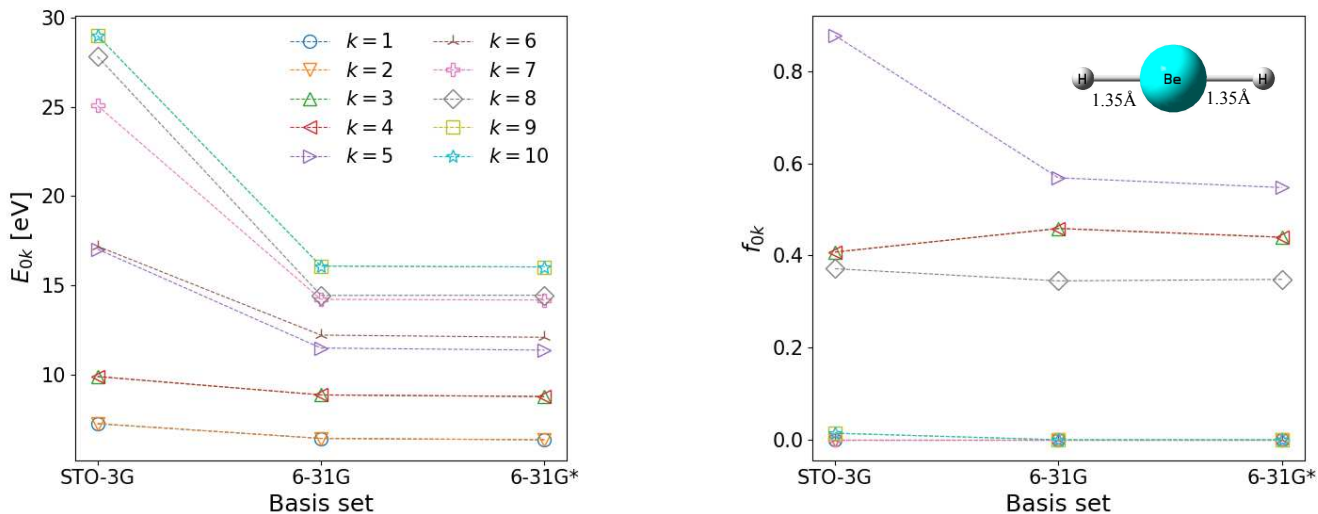 30
25
20
15
10
E₀ₖ [eV]
k = 1
k = 2
k = 3
k = 4
k = 5
k = 6
k = 7
k = 8
k = 9
k = 10
STO-3G 6-31G 6-31G*
Basis set
0.8
0.6
0.4
0.2
0.0
f₀ₖ
H Be H
1.35Å 1.35Å
STO-3G 6-31G 6-31G*
Basis set